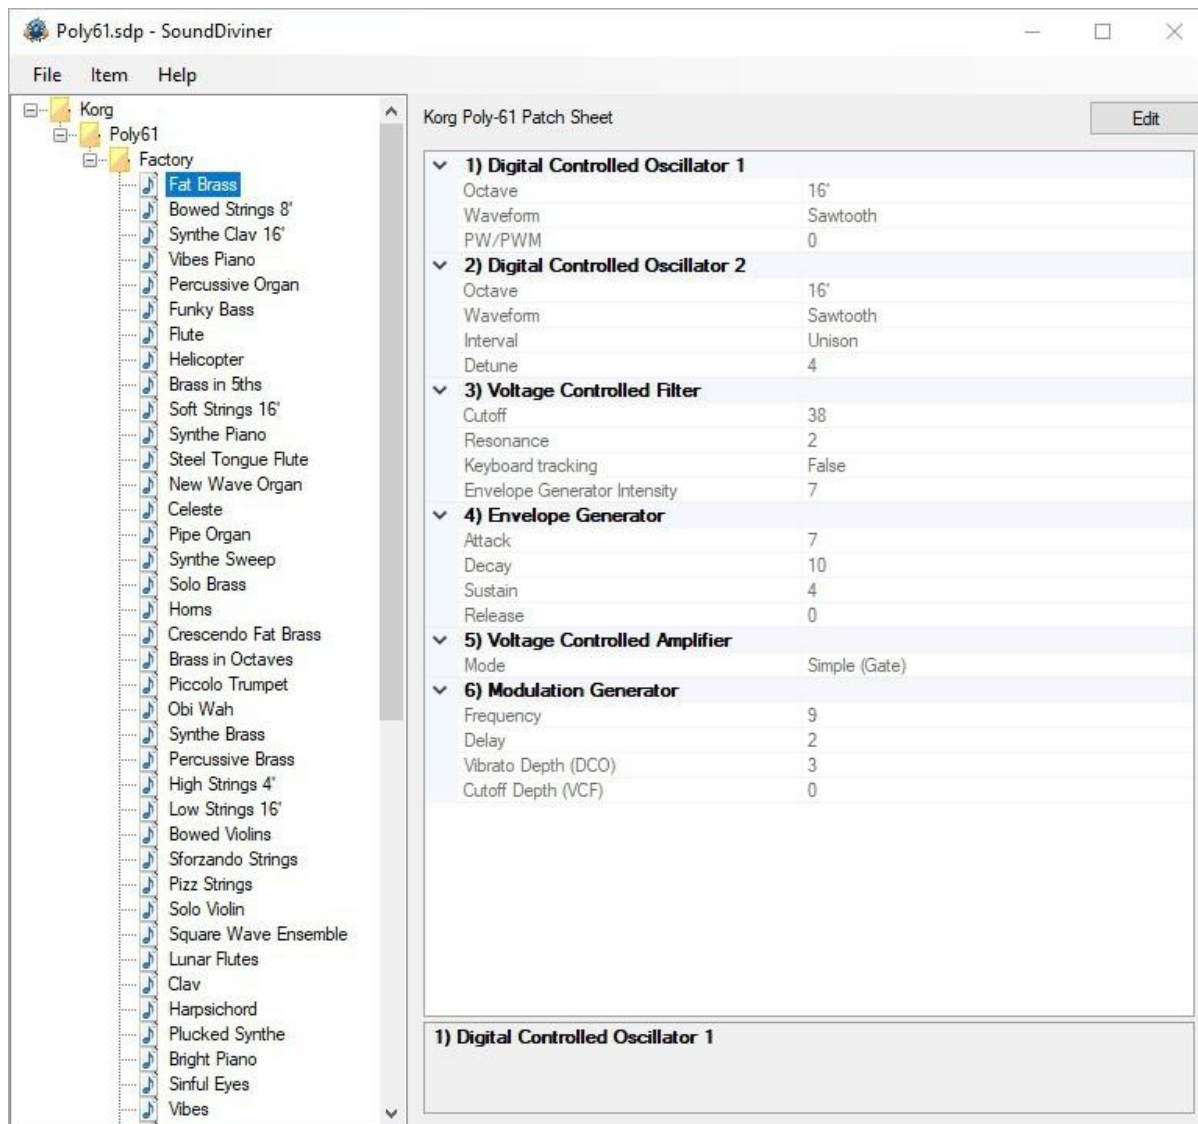 Poly61.sdp - SoundDiviner
File Item Help
Korg
Poly61
Factory
Fat Brass
Bowed Strings 8'
Synthe Clav 16'
Vibes Piano
Percussive Organ
Funky Bass
Flute
Helicopter
Brass in 5ths
Soft Strings 16'
Synthe Piano
Steel Tongue Flute
New Wave Organ
Celeste
Pipe Organ
Synthe Sweep
Solo Brass
Horns
Crescendo Fat Brass
Brass in Octaves
Piccolo Trumpet
Obi Wah
Synthe Brass
Percussive Brass
High Strings 4'
Low Strings 16'
Bowed Violins
Sforzando Strings
Pizz Strings
Solo Violin
Square Wave Ensemble
Lunar Flutes
Clav
Harpsichord
Plucked Synthe
Bright Piano
Sinful Eyes
Vibes
Korg Poly-61 Patch Sheet
Edit
1) Digital Controlled Oscillator 1
Octave 16'
Waveform Sawtooth
PW/PWM 0
2) Digital Controlled Oscillator 2
Octave 16'
Waveform Sawtooth
Interval Unison
Detune 4
3) Voltage Controlled Filter
Cutoff 38
Resonance 2
Keyboard tracking False
Envelope Generator Intensity 7
4) Envelope Generator
Attack 7
Decay 10
Sustain 4
Release 0
5) Voltage Controlled Amplifier
Mode Simple (Gate)
6) Modulation Generator
Frequency 9
Delay 2
Vibrato Depth (DCO) 3
Cutoff Depth (VCF) 0
1) Digital Controlled Oscillator 1